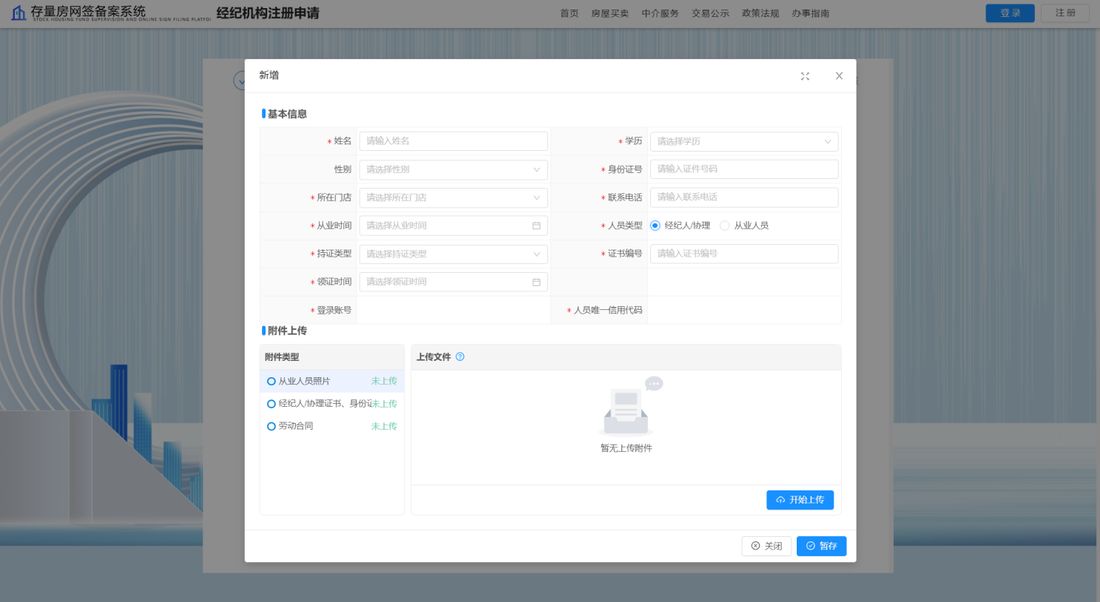 存量房网签备案系统 经纪机构注册申请 首页 房屋买卖 中介服务 交易公示 政策法规 办事指南 登录 注册
STOCK HOUSING FUND SUPERVISION AND ONLINE SIGN FILING PLATFO
新增
基本信息
* 姓名 请输入姓名 * 学历 请选择学历
性别 请选择性别 * 身份证号 请输入证件号码
* 所在门店 请选择所在门店 * 联系电话 请输入联系电话
* 从业时间 请选择从业时间 * 人员类型 经纪人/协理 从业人员
* 持证类型 请选择持证类型 * 证书编号 请输入证书编号
* 领证时间 请选择领证时间
* 登录账号 * 人员唯一信用代码
附件上传
附件类型 上传文件
从业人员照片 未上传
经纪人/协理证书、身份证 未上传
劳动合同 未上传
暂无上传附件
开始上传
关闭 暂存